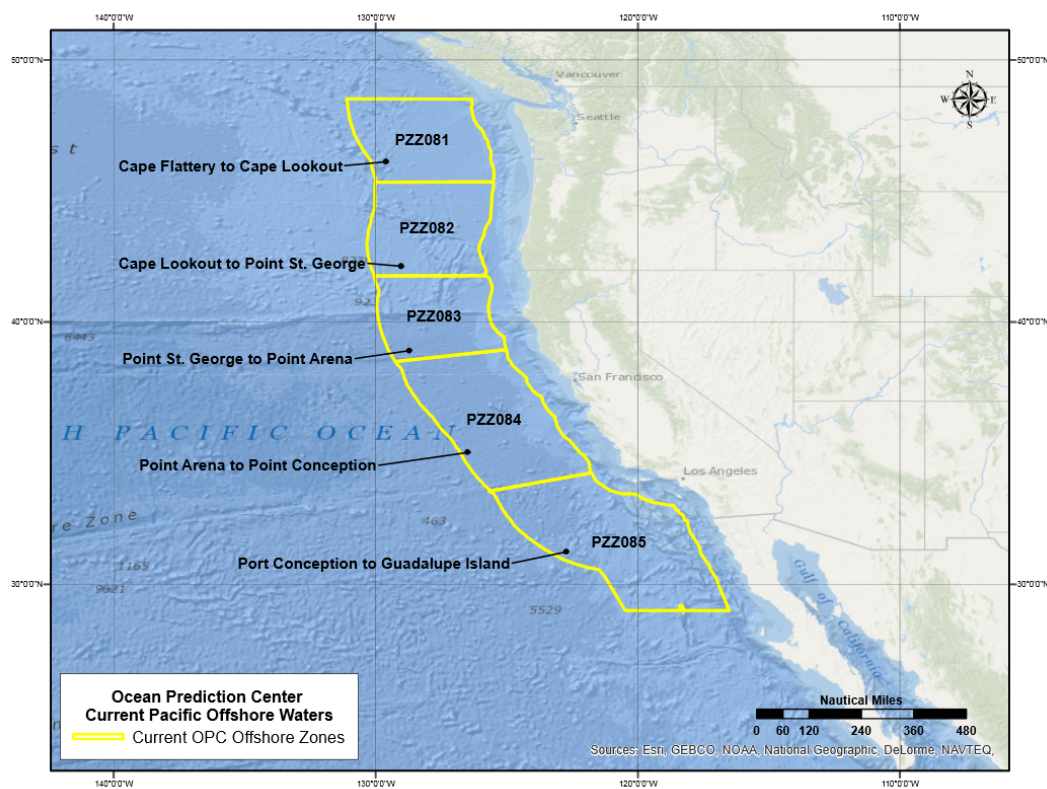 140°0'0"W 130°0'0"W 120°0'0"W 110°0'0"W
50°0'0"N 50°0'0"N
Vancouver
N
W E
S
Seattle
PZZ081
s t
Cape Flattery to Cape Lookout
PZZ082
Cape Lookout to Point St. George
923
PZZ083
40°0'0"N 40°0'0"N
6443
Point St. George to Point Arena
San Francisco
PZZ084
H PACIFIC OCEAN
Point Arena to Point Conception
Los Angeles
re Zone
463
PZZ085
Port Conception to Guadalupe Island
1165
30°0'0"N 30°0'0"N
9621
5529
Gulf of California
Ocean Prediction Center
Current Pacific Offshore Waters
Current OPC Offshore Zones
Nautical Miles
0 60 120 240 360 480
Sources: Esri, GEBCO, NOAA, National Geographic, DeLorme, NAVTEQ,
140°0'0"W 130°0'0"W 120°0'0"W 110°0'0"W